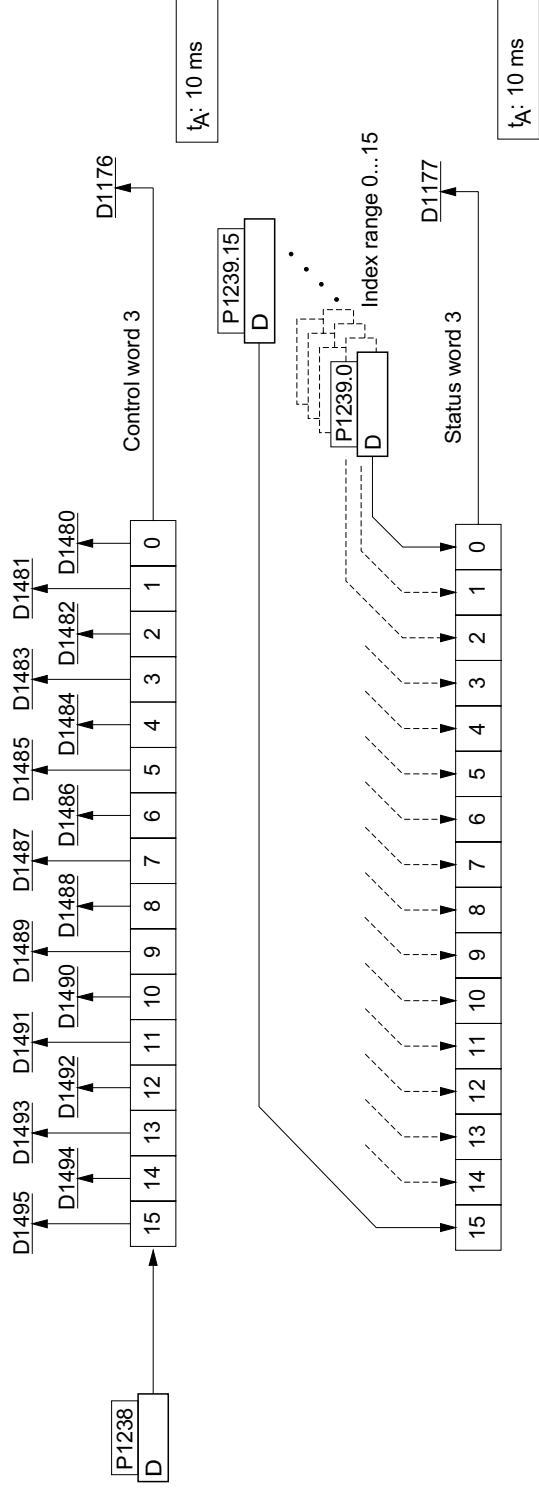 D1495 D1493 D1491 D1489 D1487 D1485 D1483 D1481
D1494 D1492 D1490 D1488 D1486 D1484 D1482 D1480
D1176
P1238
D
15 14 13 12 11 10 9 8 7 6 5 4 3 2 1 0
Control word 3
tA: 10 ms
P1239.15
D
P1239.0
D
Index range 0...15
D1177
15 14 13 12 11 10 9 8 7 6 5 4 3 2 1 0
Status word 3
tA: 10 ms